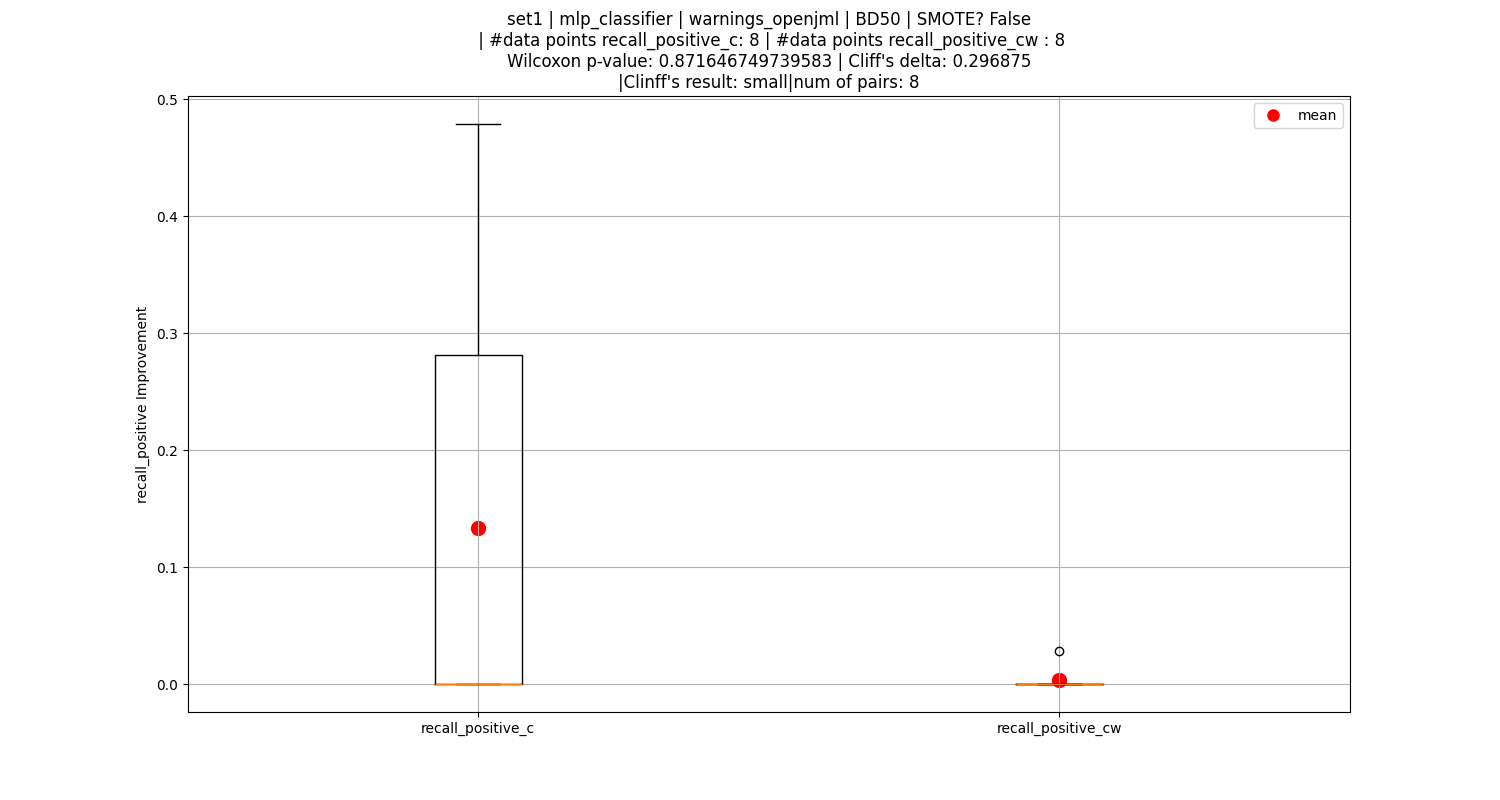 set1 | mlp_classifier | warnings_openjml | BD50 | SMOTE? False
| #data points recall_positive_c: 8 | #data points recall_positive_cw : 8
Wilcoxon p-value: 0.871646749739583 | Cliff's delta: 0.296875
|Clinff's result: small|num of pairs: 8
mean
recall_positive Improvement
0.5
0.4
0.3
0.2
0.1
0.0
recall_positive_c
recall_positive_cw